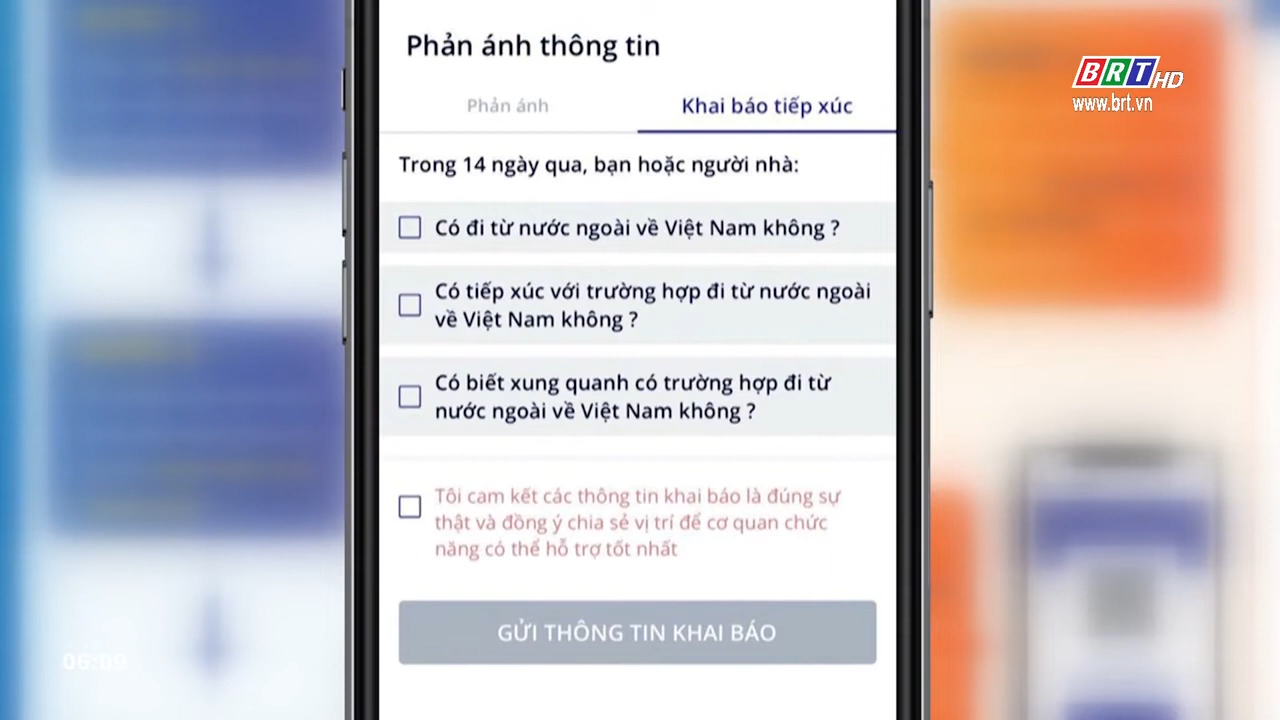 Phản ánh thông tin
BRT HD
www.brt.vn
Phản ánh
Khai báo tiếp xúc
Trong 14 ngày qua, bạn hoặc người nhà:
Có đi từ nước ngoài về Việt Nam không ?
Có tiếp xúc với trường hợp đi từ nước ngoài
về Việt Nam không ?
Có biết xung quanh có trường hợp đi từ
nước ngoài về Việt Nam không ?
Tôi cam kết các thông tin khai báo là đúng sự
thật và đồng ý chia sẻ vị trí để cơ quan chức
năng có thể hỗ trợ tốt nhất
GỬI THÔNG TIN KHAI BÁO
06:09